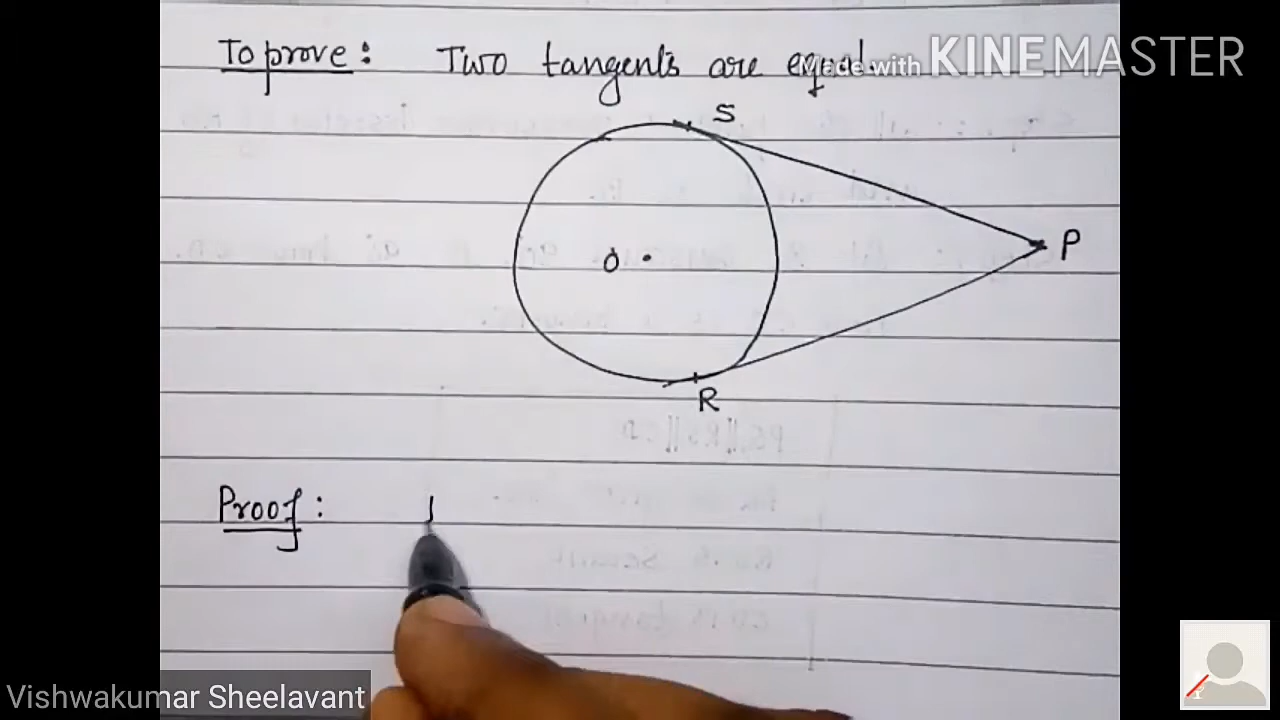 To prove: Two tangents are equal.
Made with KINEMASTER
S
O
P
R
Proof:
Vishwakumar Sheelavant